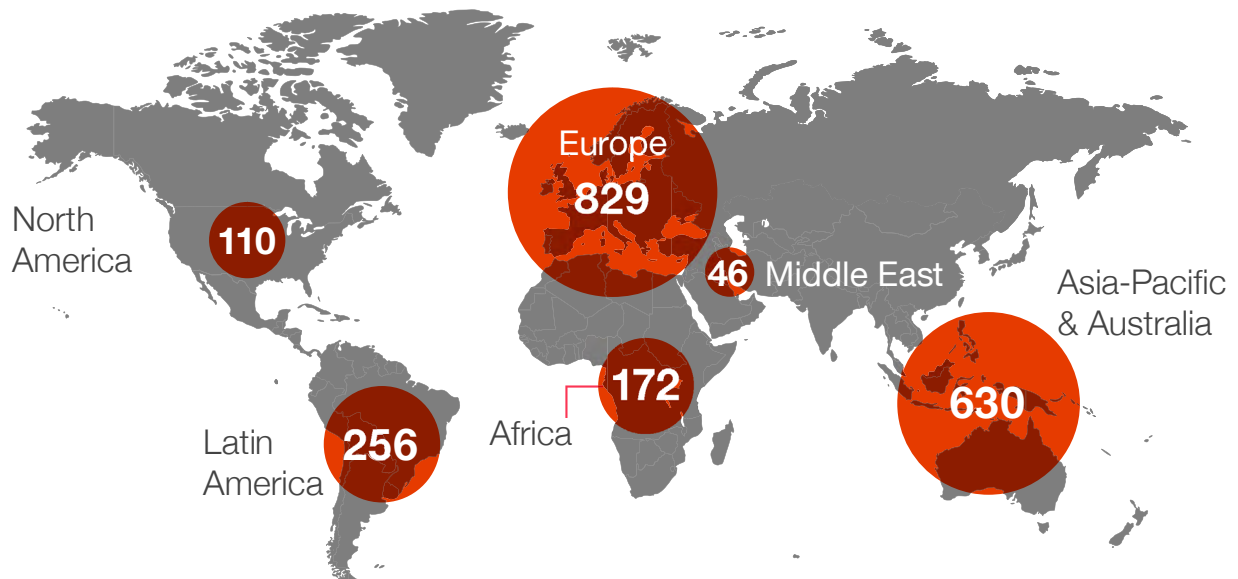 Europe
829
North
America
110
46
Middle East
Asia-Pacific
& Australia
172
Africa
630
Latin
America
256